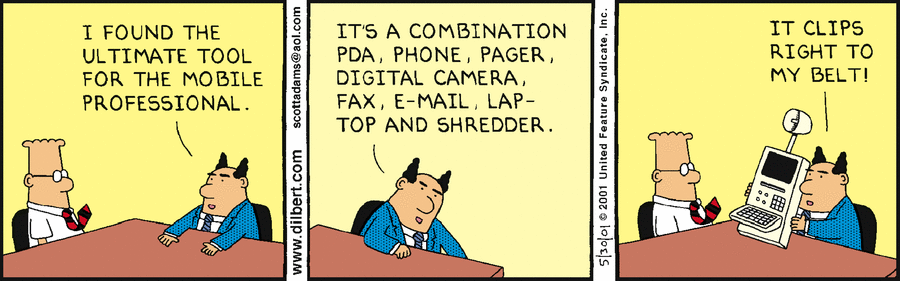 I FOUND THE
ULTIMATE TOOL
FOR THE MOBILE
PROFESSIONAL.
www.dilbert.com
scottadams@aol.com
IT'S A COMBINATION
PDA, PHONE, PAGER,
DIGITAL CAMERA,
FAX, E-MAIL, LAP-
TOP AND SHREDDER.
5/30/01 © 2001 United Feature Syndicate, Inc.
IT CLIPS
RIGHT TO
MY BELT!